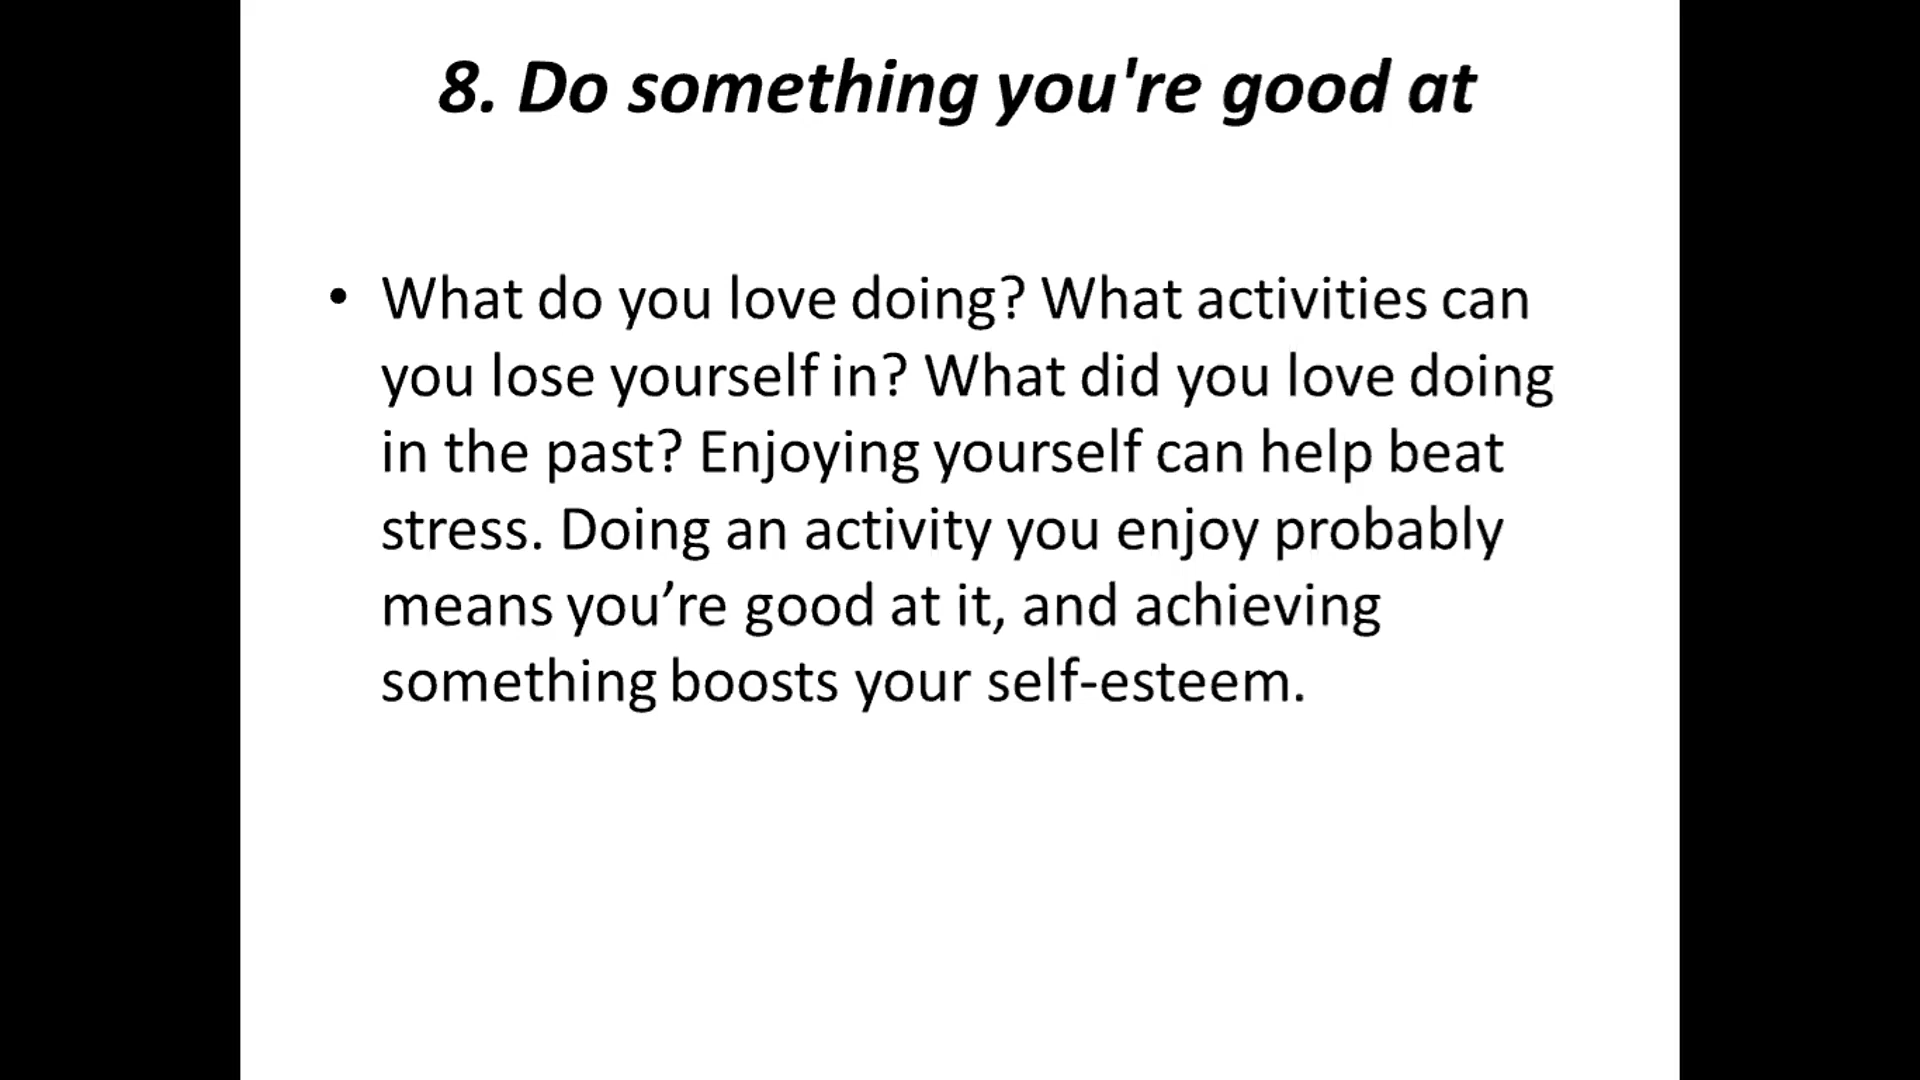 8. Do something you're good at
• What do you love doing? What activities can
you lose yourself in? What did you love doing
in the past? Enjoying yourself can help beat
stress. Doing an activity you enjoy probably
means you’re good at it, and achieving
something boosts your self-esteem.